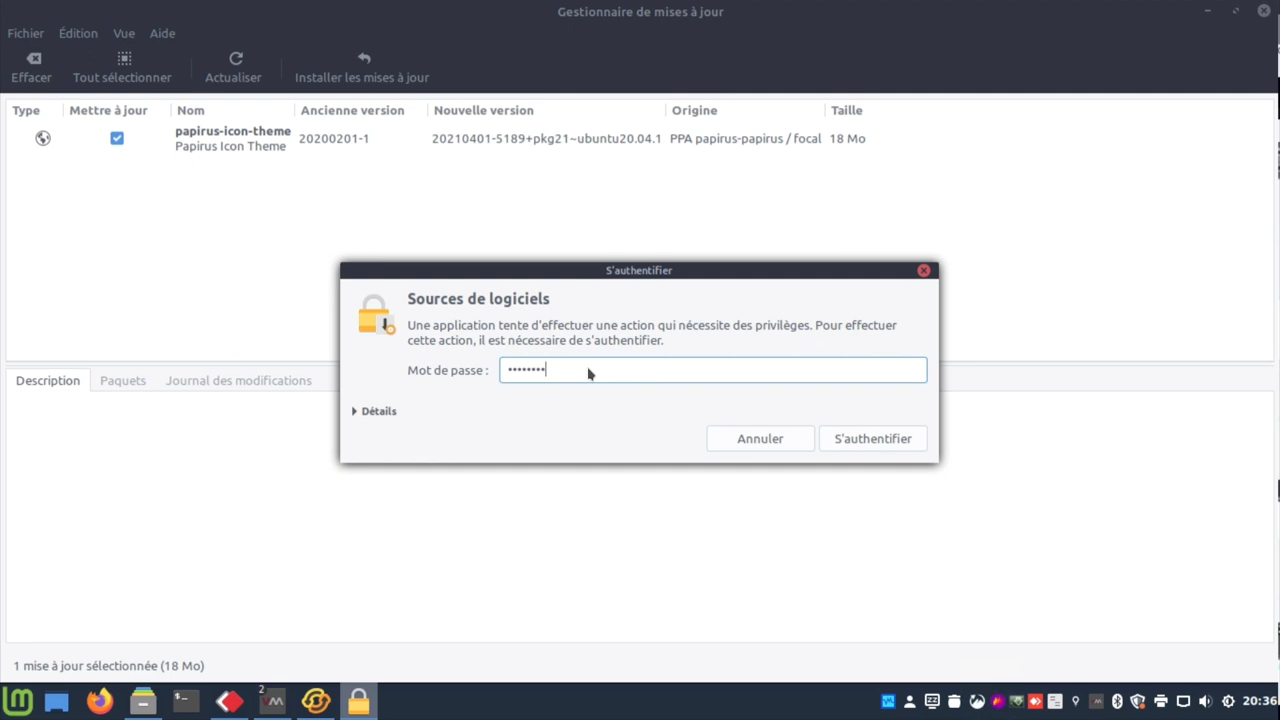 Gestionnaire de mises à jour
Fichier Édition Vue Aide
Effacer Tout sélectionner Actualiser Installer les mises à jour
Type Mettre à jour Nom Ancienne version Nouvelle version Origine Taille
papirus-icon-theme 20200201-1 20210401-5189+pkg21~ubuntu20.04.1 PPA papirus-papirus / focal 18 Mo
Papirus Icon Theme
S'authentifier
Sources de logiciels
Une application tente d'effectuer une action qui nécessite des privilèges. Pour effectuer
cette action, il est nécessaire de s'authentifier.
Mot de passe : ••••••••
Détails
Annuler S'authentifier
Description Paquets Journal des modifications
1 mise à jour sélectionnée (18 Mo)
2
20:36